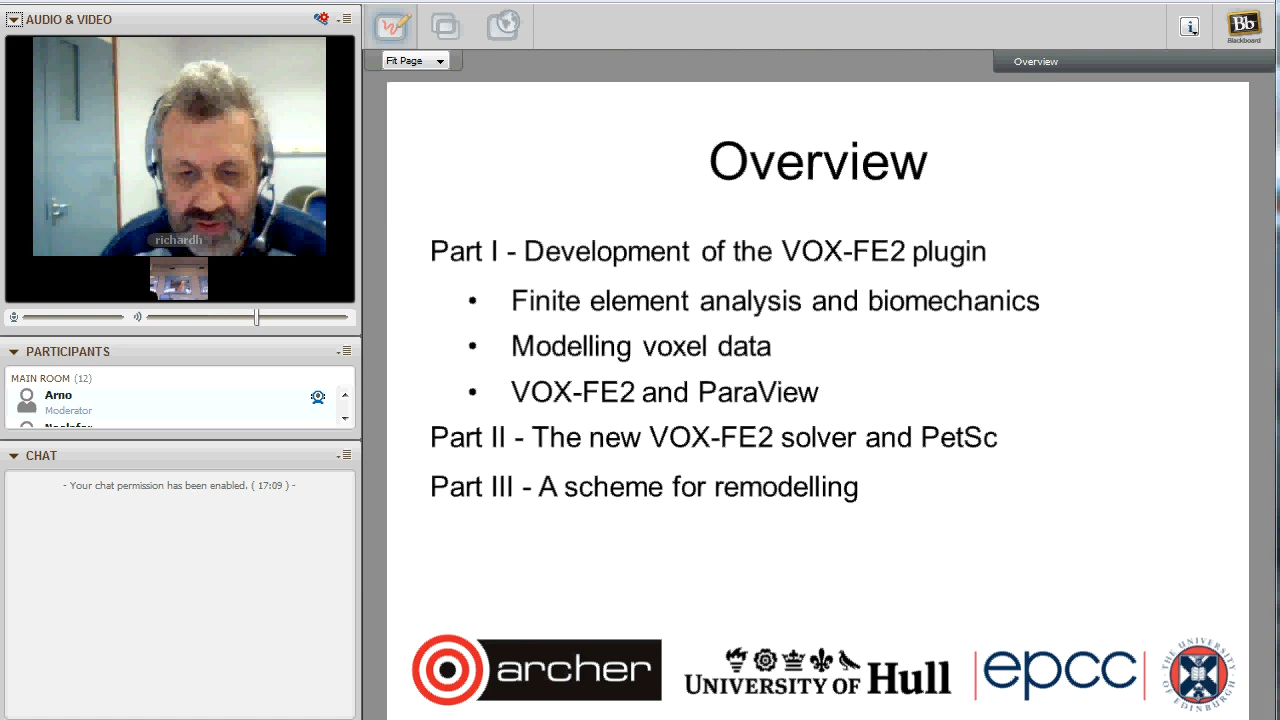 AUDIO & VIDEO
richardh
PARTICIPANTS
MAIN ROOM (12)
Arno
Moderator
CHAT
- Your chat permission has been enabled. ( 17:09 ) -
Bb
Blackboard
Fit Page
Overview
Overview
Part I - Development of the VOX-FE2 plugin
• Finite element analysis and biomechanics
• Modelling voxel data
• VOX-FE2 and ParaView
Part II - The new VOX-FE2 solver and PetSc
Part III - A scheme for remodelling
archer
UNIVERSITY OF Hull
epcc
THE UNIVERSITY OF EDINBURGH